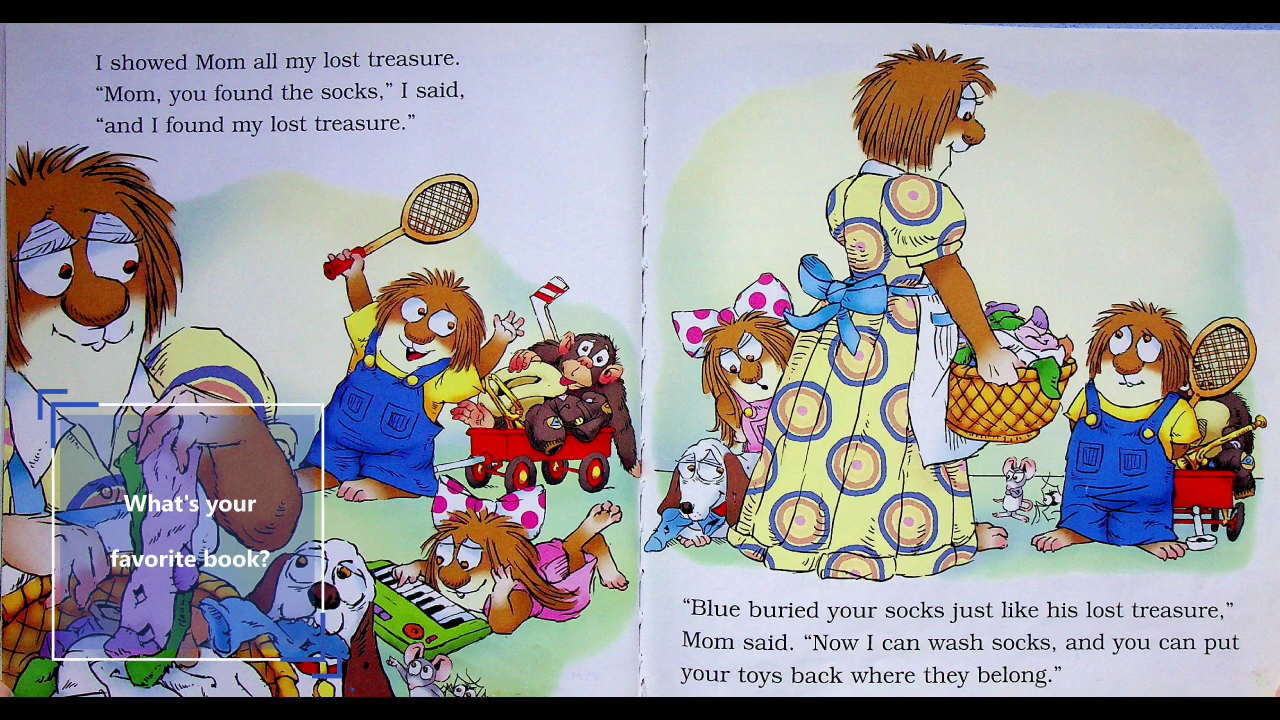 I showed Mom all my lost treasure.
“Mom, you found the socks,” I said,
“and I found my lost treasure.”
What's your
favorite book?
“Blue buried your socks just like his lost treasure,”
Mom said. “Now I can wash socks, and you can put
your toys back where they belong.”